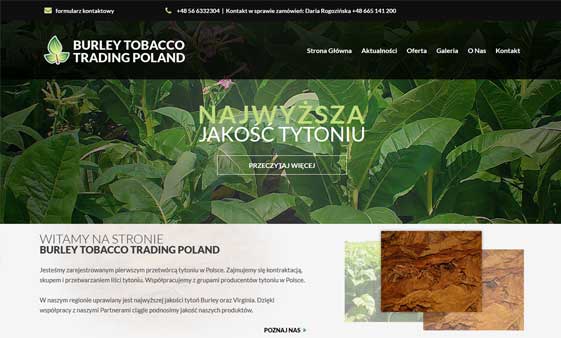 formularz kontaktowy
+48 56 6332304 | Kontakt w sprawie zamówień: Daria Rogozińska +48 665 141 200
BURLEY TOBACCO
TRADING POLAND
Strona Główna Aktualności Oferta Galeria O Nas Kontakt
NAJWYŻSZA
JAKOŚĆ TYTONIU
PRZECZYTAJ WIĘCEJ
WITAMY NA STRONIE
BURLEY TOBACCO TRADING POLAND
Jesteśmy zarejestrowanym pierwszym przetwórcą tytoniu w Polsce. Zajmujemy się kontraktacją,
skupem i przetwarzaniem liści tytoniu. Współpracujemy z grupami producentów tytoniu w Polsce.
W naszym regionie uprawiany jest najwyższej jakości tytoń Burley oraz Virginia. Dzięki
współpracy z naszymi Partnerami ciągle podnosimy jakość naszych produktów.
POZNAJ NAS